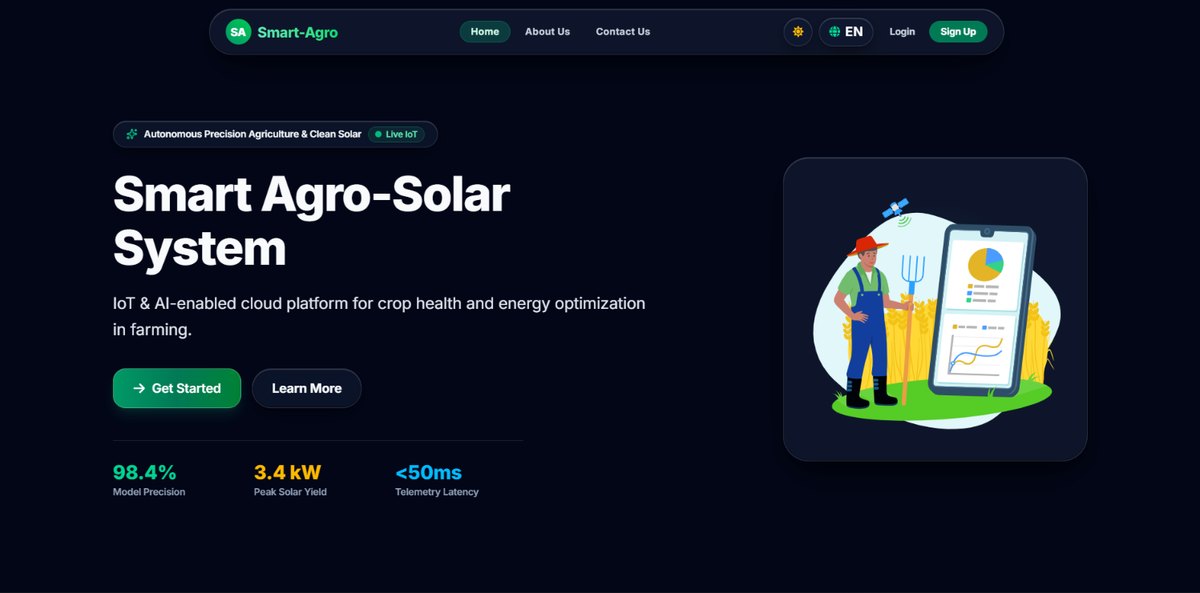 SA Smart-Agro Home About Us Contact Us EN Login Sign Up
Autonomous Precision Agriculture & Clean Solar Live IoT
Smart Agro-Solar
System
IoT & AI-enabled cloud platform for crop health and energy optimization
in farming.
Get Started Learn More
98.4% 3.4 kW <50ms
Model Precision Peak Solar Yield Telemetry Latency